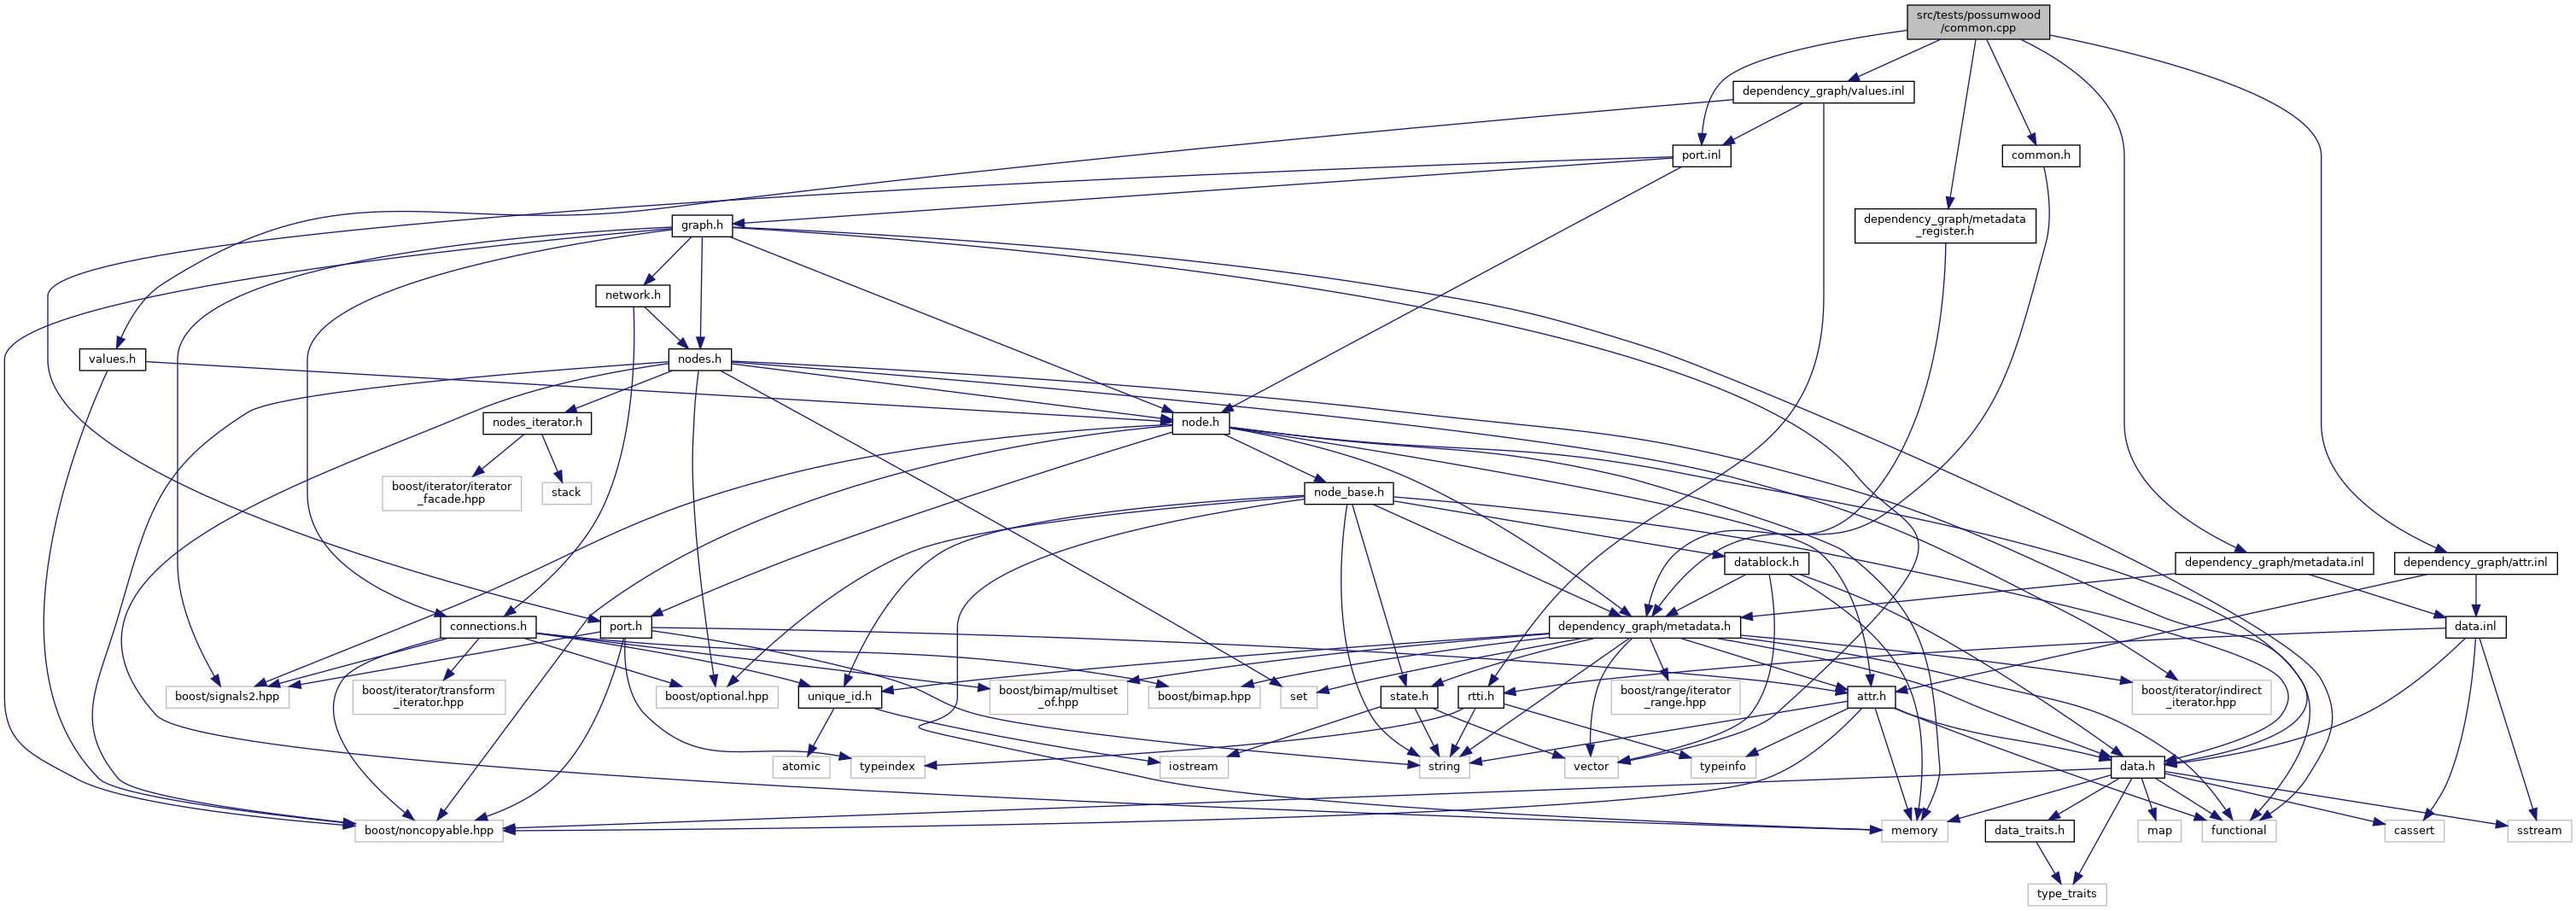 src/tests/possumwood
/common.cpp
dependency_graph/values.inl
port.inl
common.h
dependency_graph/metadata
_register.h
graph.h
network.h
values.h
nodes.h
nodes_iterator.h
node.h
boost/iterator/iterator
_facade.hpp
stack
node_base.h
datablock.h
dependency_graph/metadata.inl
dependency_graph/attr.inl
connections.h
port.h
dependency_graph/metadata.h
data.inl
boost/signals2.hpp
boost/iterator/transform
_iterator.hpp
boost/optional.hpp
unique_id.h
boost/bimap/multiset
_of.hpp
boost/bimap.hpp
set
state.h
rtti.h
boost/range/iterator
_range.hpp
attr.h
boost/iterator/indirect
_iterator.hpp
atomic
typeindex
iostream
string
vector
typeinfo
data.h
boost/noncopyable.hpp
memory
data_traits.h
map
functional
cassert
sstream
type_traits